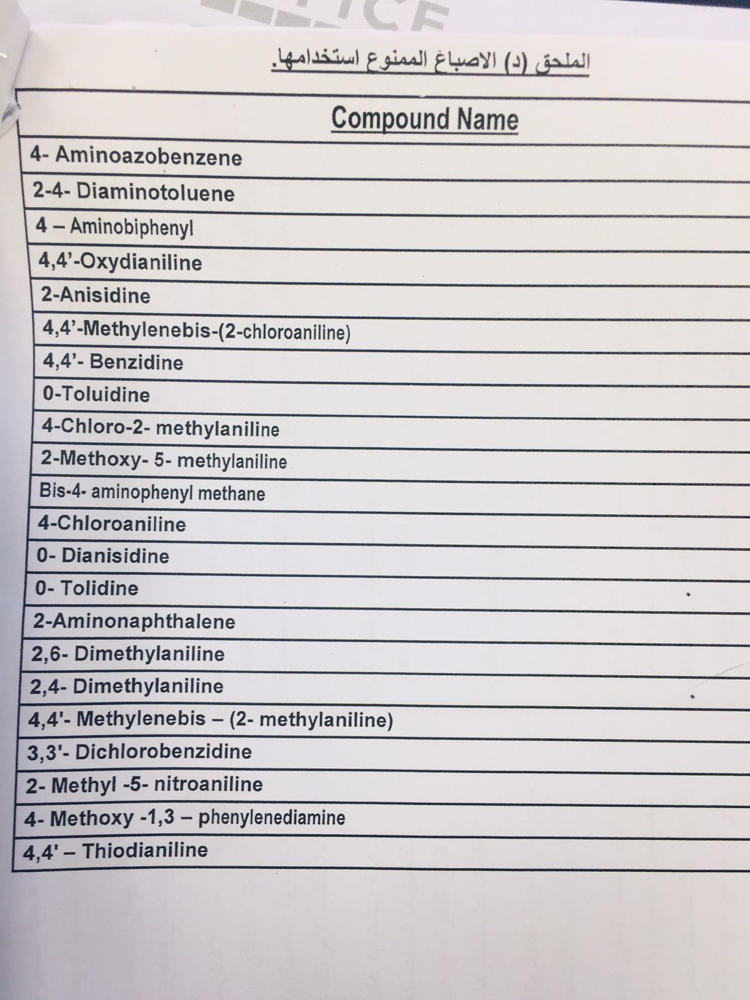 الملحق (د) الاصباغ الممنوع استخدامها.
Compound Name
4- Aminoazobenzene
2-4- Diaminotoluene
4 – Aminobiphenyl
4,4’-Oxydianiline
2-Anisidine
4,4’-Methylenebis-(2-chloroaniline)
4,4’- Benzidine
0-Toluidine
4-Chloro-2- methylaniline
2-Methoxy- 5- methylaniline
Bis-4- aminophenyl methane
4-Chloroaniline
0- Dianisidine
0- Tolidine
2-Aminonaphthalene
2,6- Dimethylaniline
2,4- Dimethylaniline
4,4'- Methylenebis – (2- methylaniline)
3,3'- Dichlorobenzidine
2- Methyl -5- nitroaniline
4- Methoxy -1,3 – phenylenediamine
4,4' – Thiodianiline